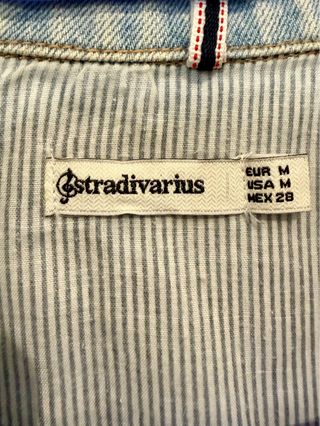 stradivarius
EUR M
USA M
MEX 28